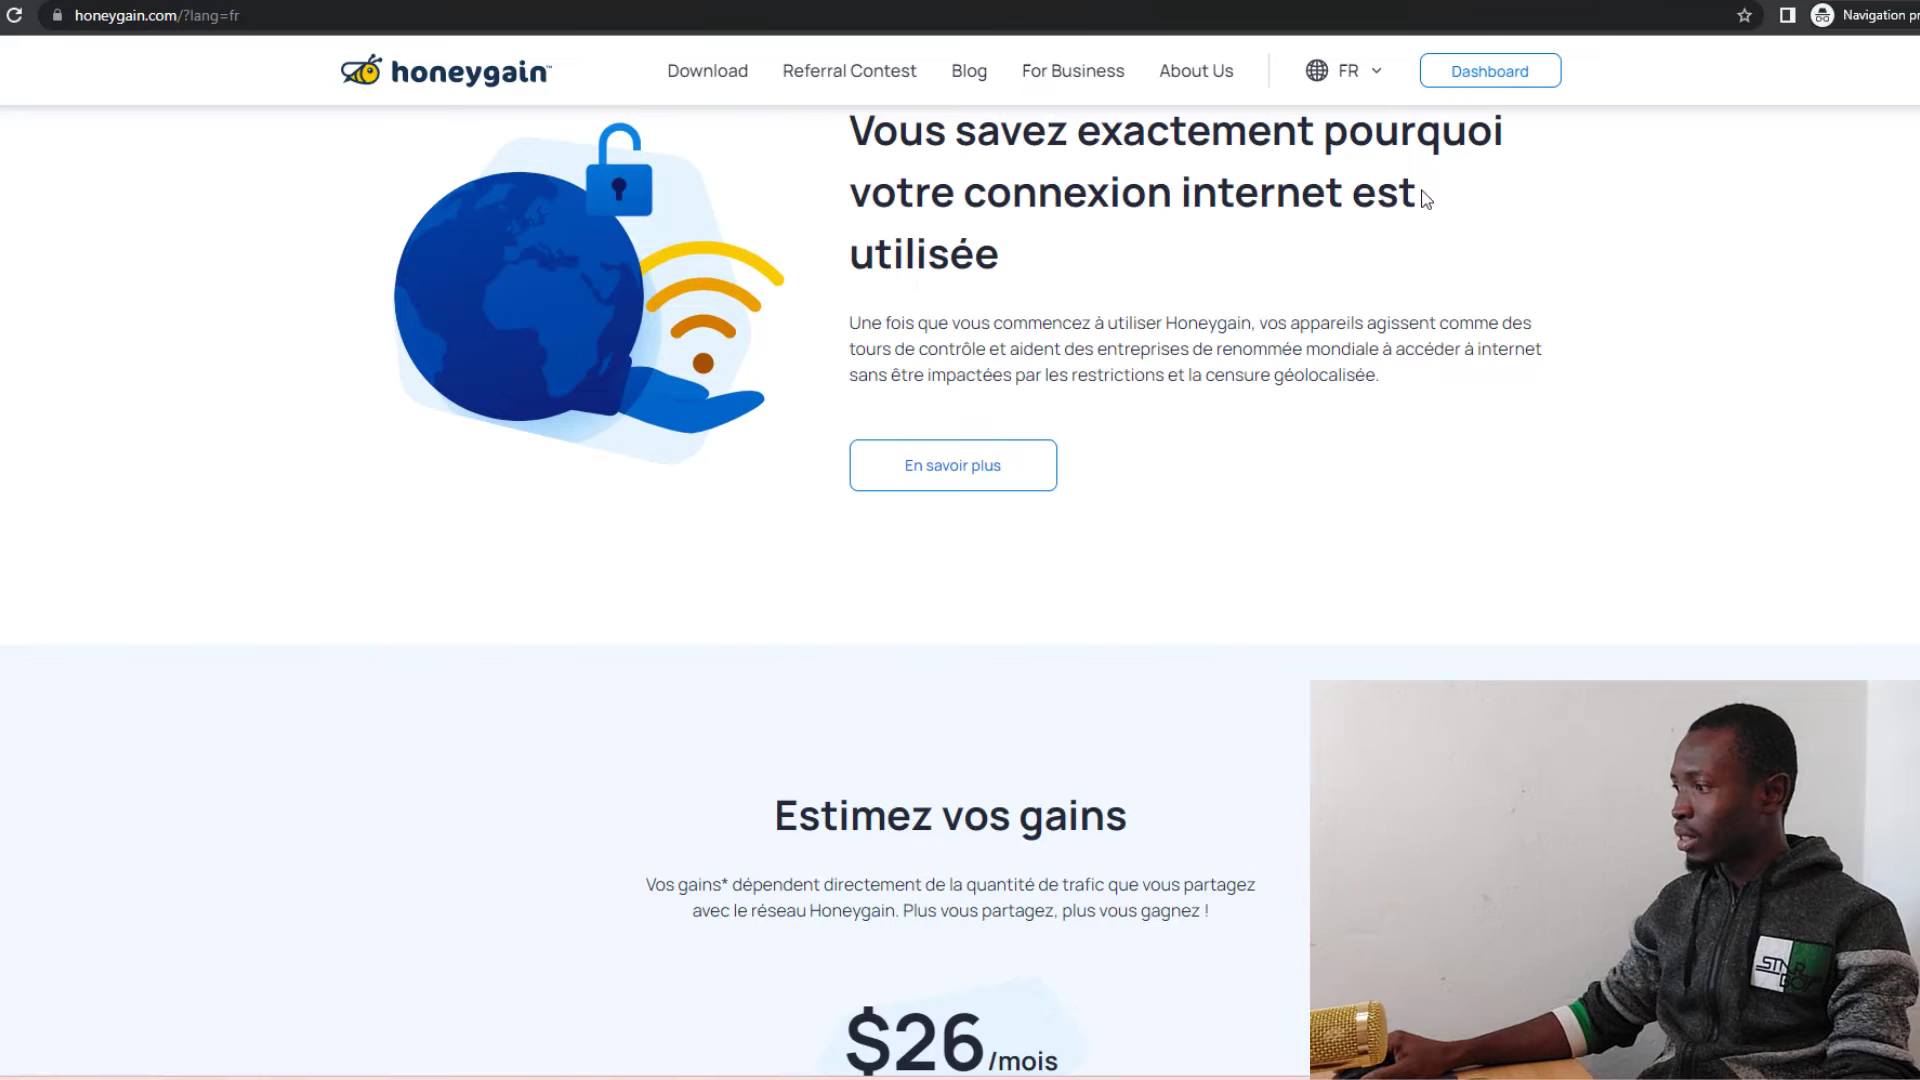 honeygain.com/?lang=fr
Navigation pr
honeygain™
Download
Referral Contest
Blog
For Business
About Us
FR
Dashboard
Vous savez exactement pourquoi
votre connexion internet est
utilisée
Une fois que vous commencez à utiliser Honeygain, vos appareils agissent comme des
tours de contrôle et aident des entreprises de renommée mondiale à accéder à internet
sans être impactées par les restrictions et la censure géolocalisée.
En savoir plus
Estimez vos gains
Vos gains* dépendent directement de la quantité de trafic que vous partagez
avec le réseau Honeygain. Plus vous partagez, plus vous gagnez !
$26 /mois